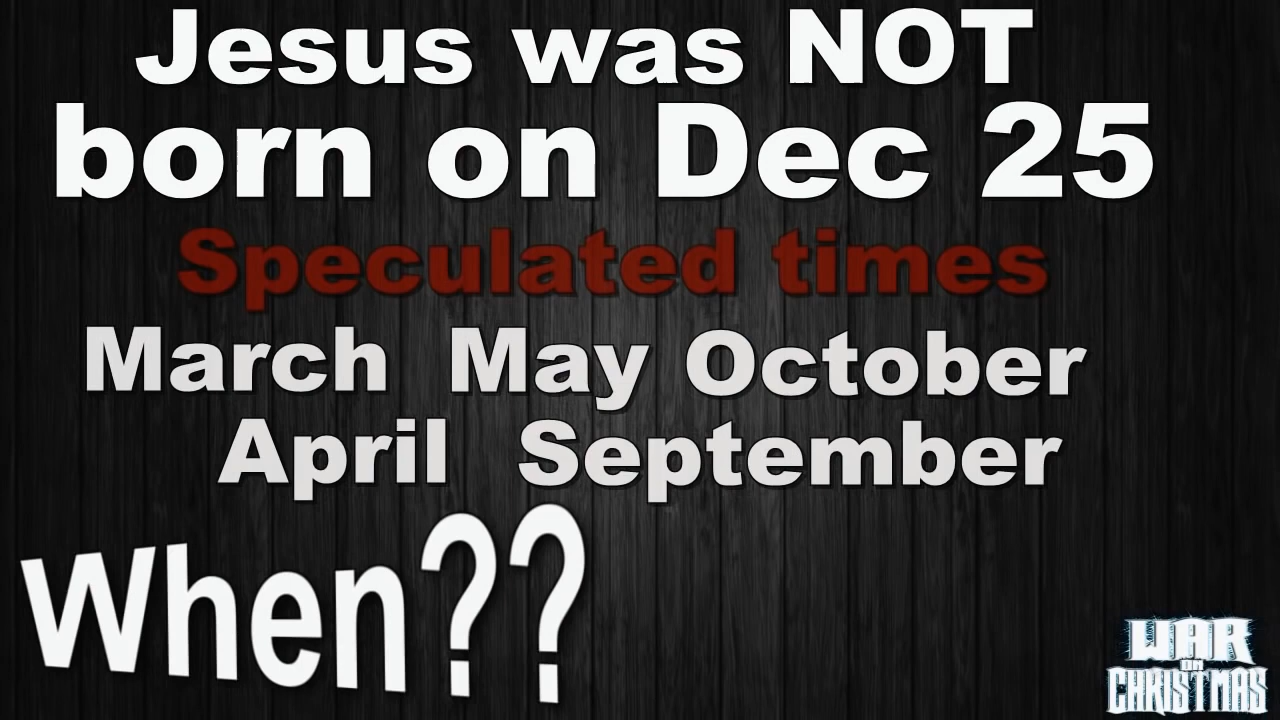 Jesus was NOT
born on Dec 25
Speculated times
March May October
April September
When??
WAR
ON
CHRISTMAS